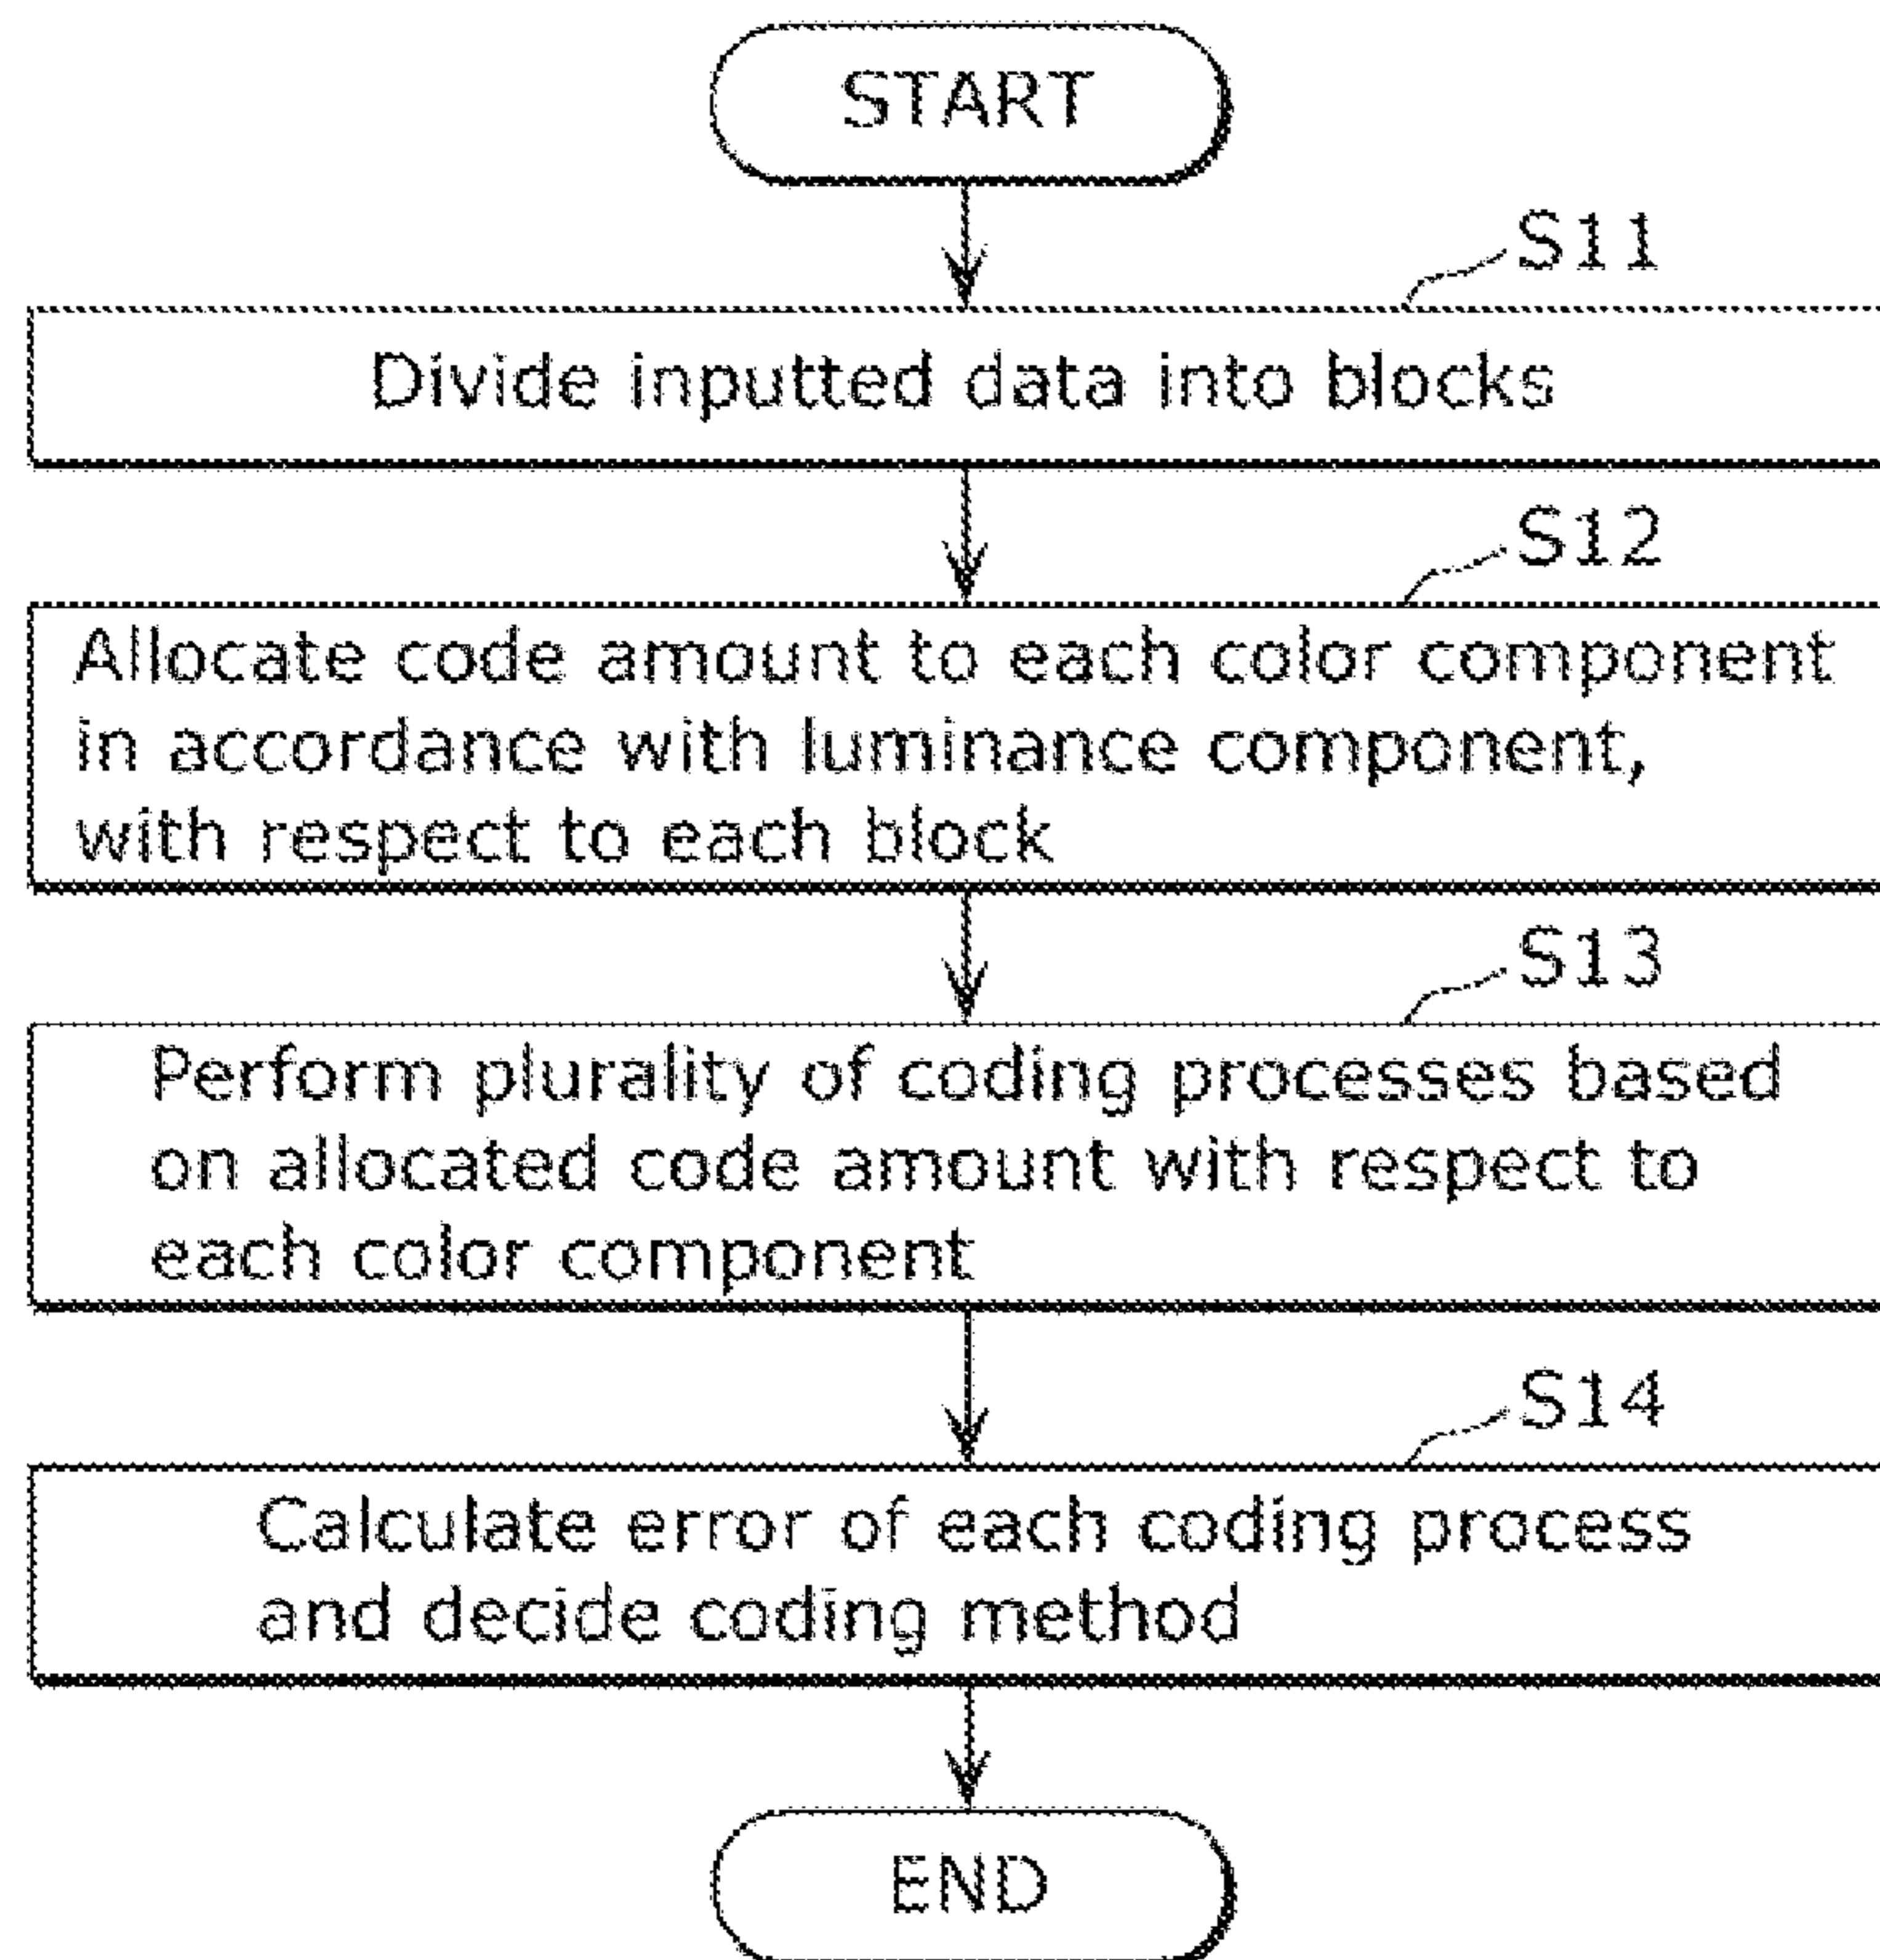 START
S11
Divide inputted data into blocks
S12
Allocate code amount to each color component
in accordance with luminance component,
with respect to each block
S13
Perform plurality of coding processes based
on allocated code amount with respect to
each color component
S14
Calculate error of each coding process
and decide coding method
END